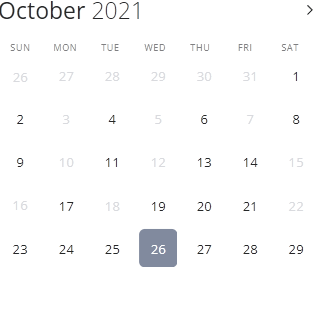 October 2021
SUN MON TUE WED THU FRI SAT
26 27 28 29 30 31 1
2 3 4 5 6 7 8
9 10 11 12 13 14 15
16 17 18 19 20 21 22
23 24 25 26 27 28 29